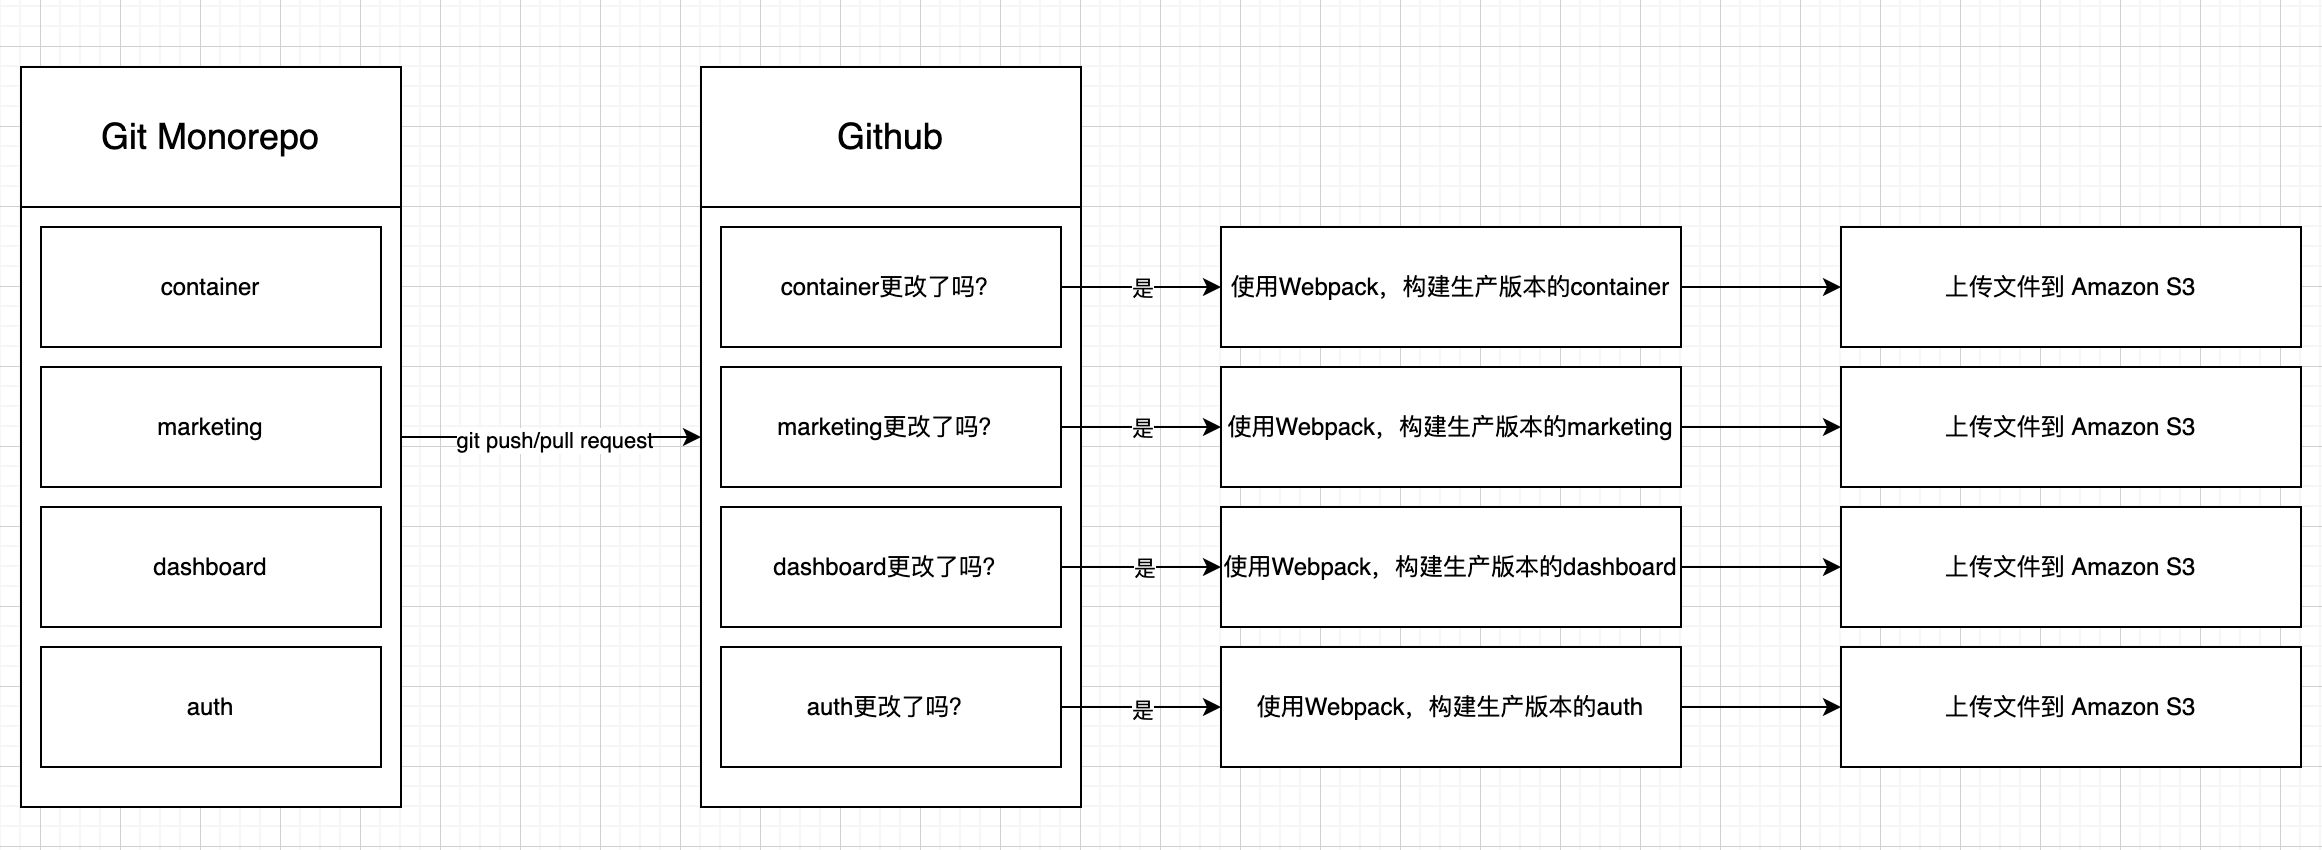 Git Monorepo
container
marketing
dashboard
auth
git push/pull request
Github
container更改了吗?
marketing更改了吗?
dashboard更改了吗?
auth更改了吗?
是
使用Webpack，构建生产版本的container
上传文件到 Amazon S3
是
使用Webpack，构建生产版本的marketing
上传文件到 Amazon S3
是
使用Webpack，构建生产版本的dashboard
上传文件到 Amazon S3
是
使用Webpack，构建生产版本的auth
上传文件到 Amazon S3